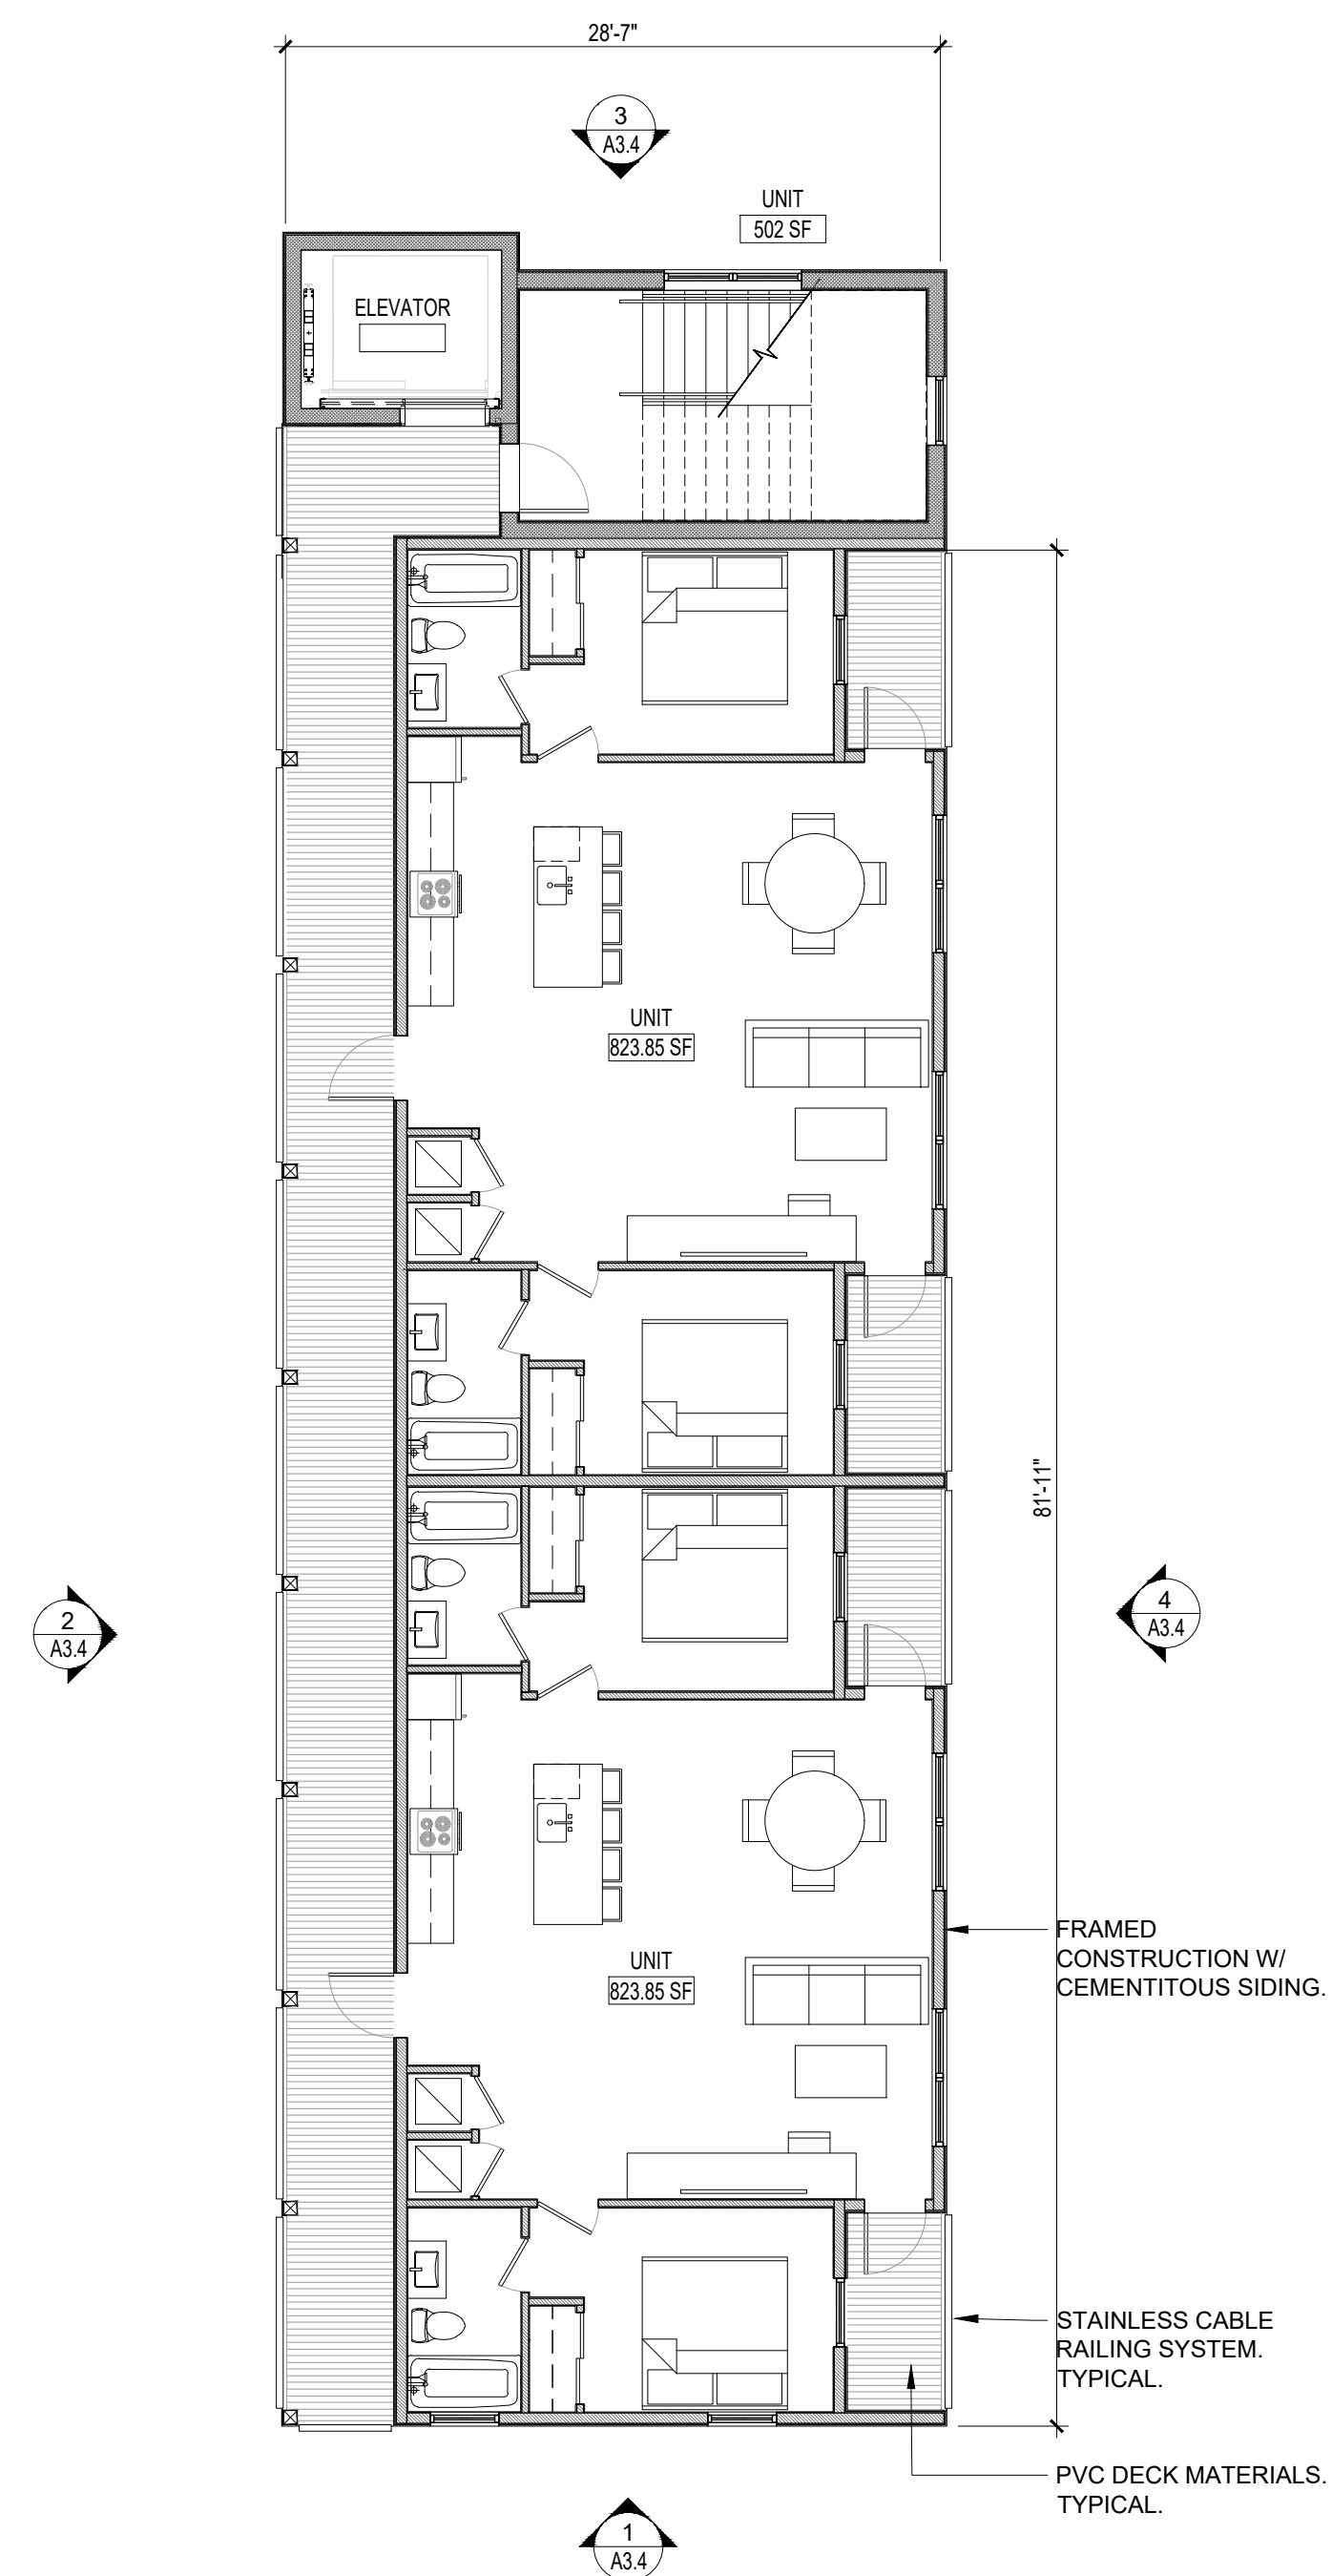 28'-7"
3
A3.4
UNIT
502 SF
ELEVATOR
UNIT
823.85 SF
81'-11"
2
A3.4
4
A3.4
FRAMED
CONSTRUCTION W/
CEMENTITOUS SIDING.
UNIT
823.85 SF
STAINLESS CABLE
RAILING SYSTEM.
TYPICAL.
PVC DECK MATERIALS.
TYPICAL.
1
A3.4